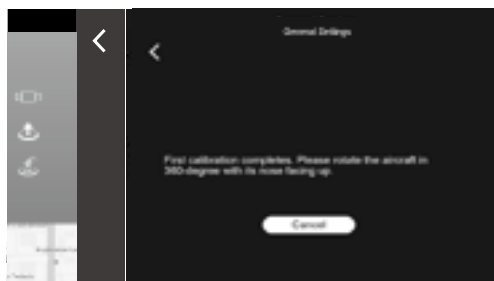 General Settings
First calibration completes. Please rotate the aircraft in
360-degree with its nose facing up.
Cancel